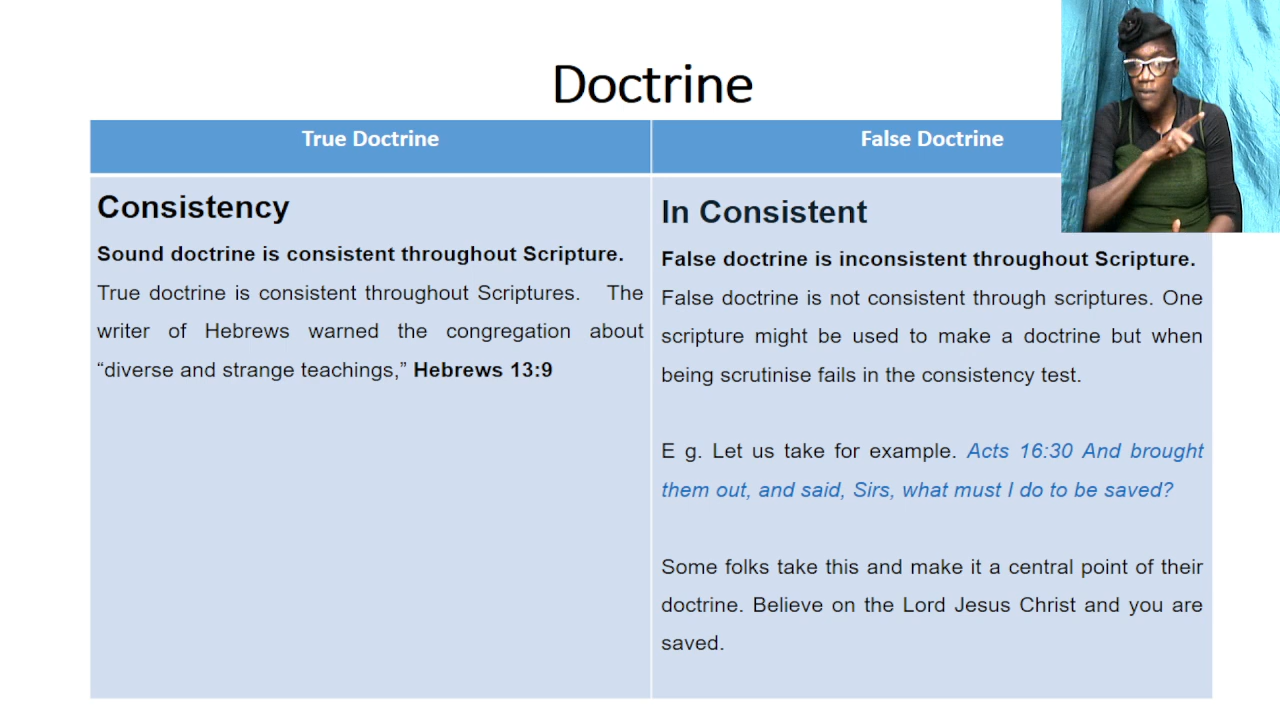 Doctrine
True Doctrine
False Doctrine
Consistency
Sound doctrine is consistent throughout Scripture.
True doctrine is consistent throughout Scriptures. The
writer of Hebrews warned the congregation about
“diverse and strange teachings,” Hebrews 13:9
In Consistent
False doctrine is inconsistent throughout Scripture.
False doctrine is not consistent through scriptures. One
scripture might be used to make a doctrine but when
being scrutinise fails in the consistency test.
E g. Let us take for example. Acts 16:30 And brought
them out, and said, Sirs, what must I do to be saved?
Some folks take this and make it a central point of their
doctrine. Believe on the Lord Jesus Christ and you are
saved.